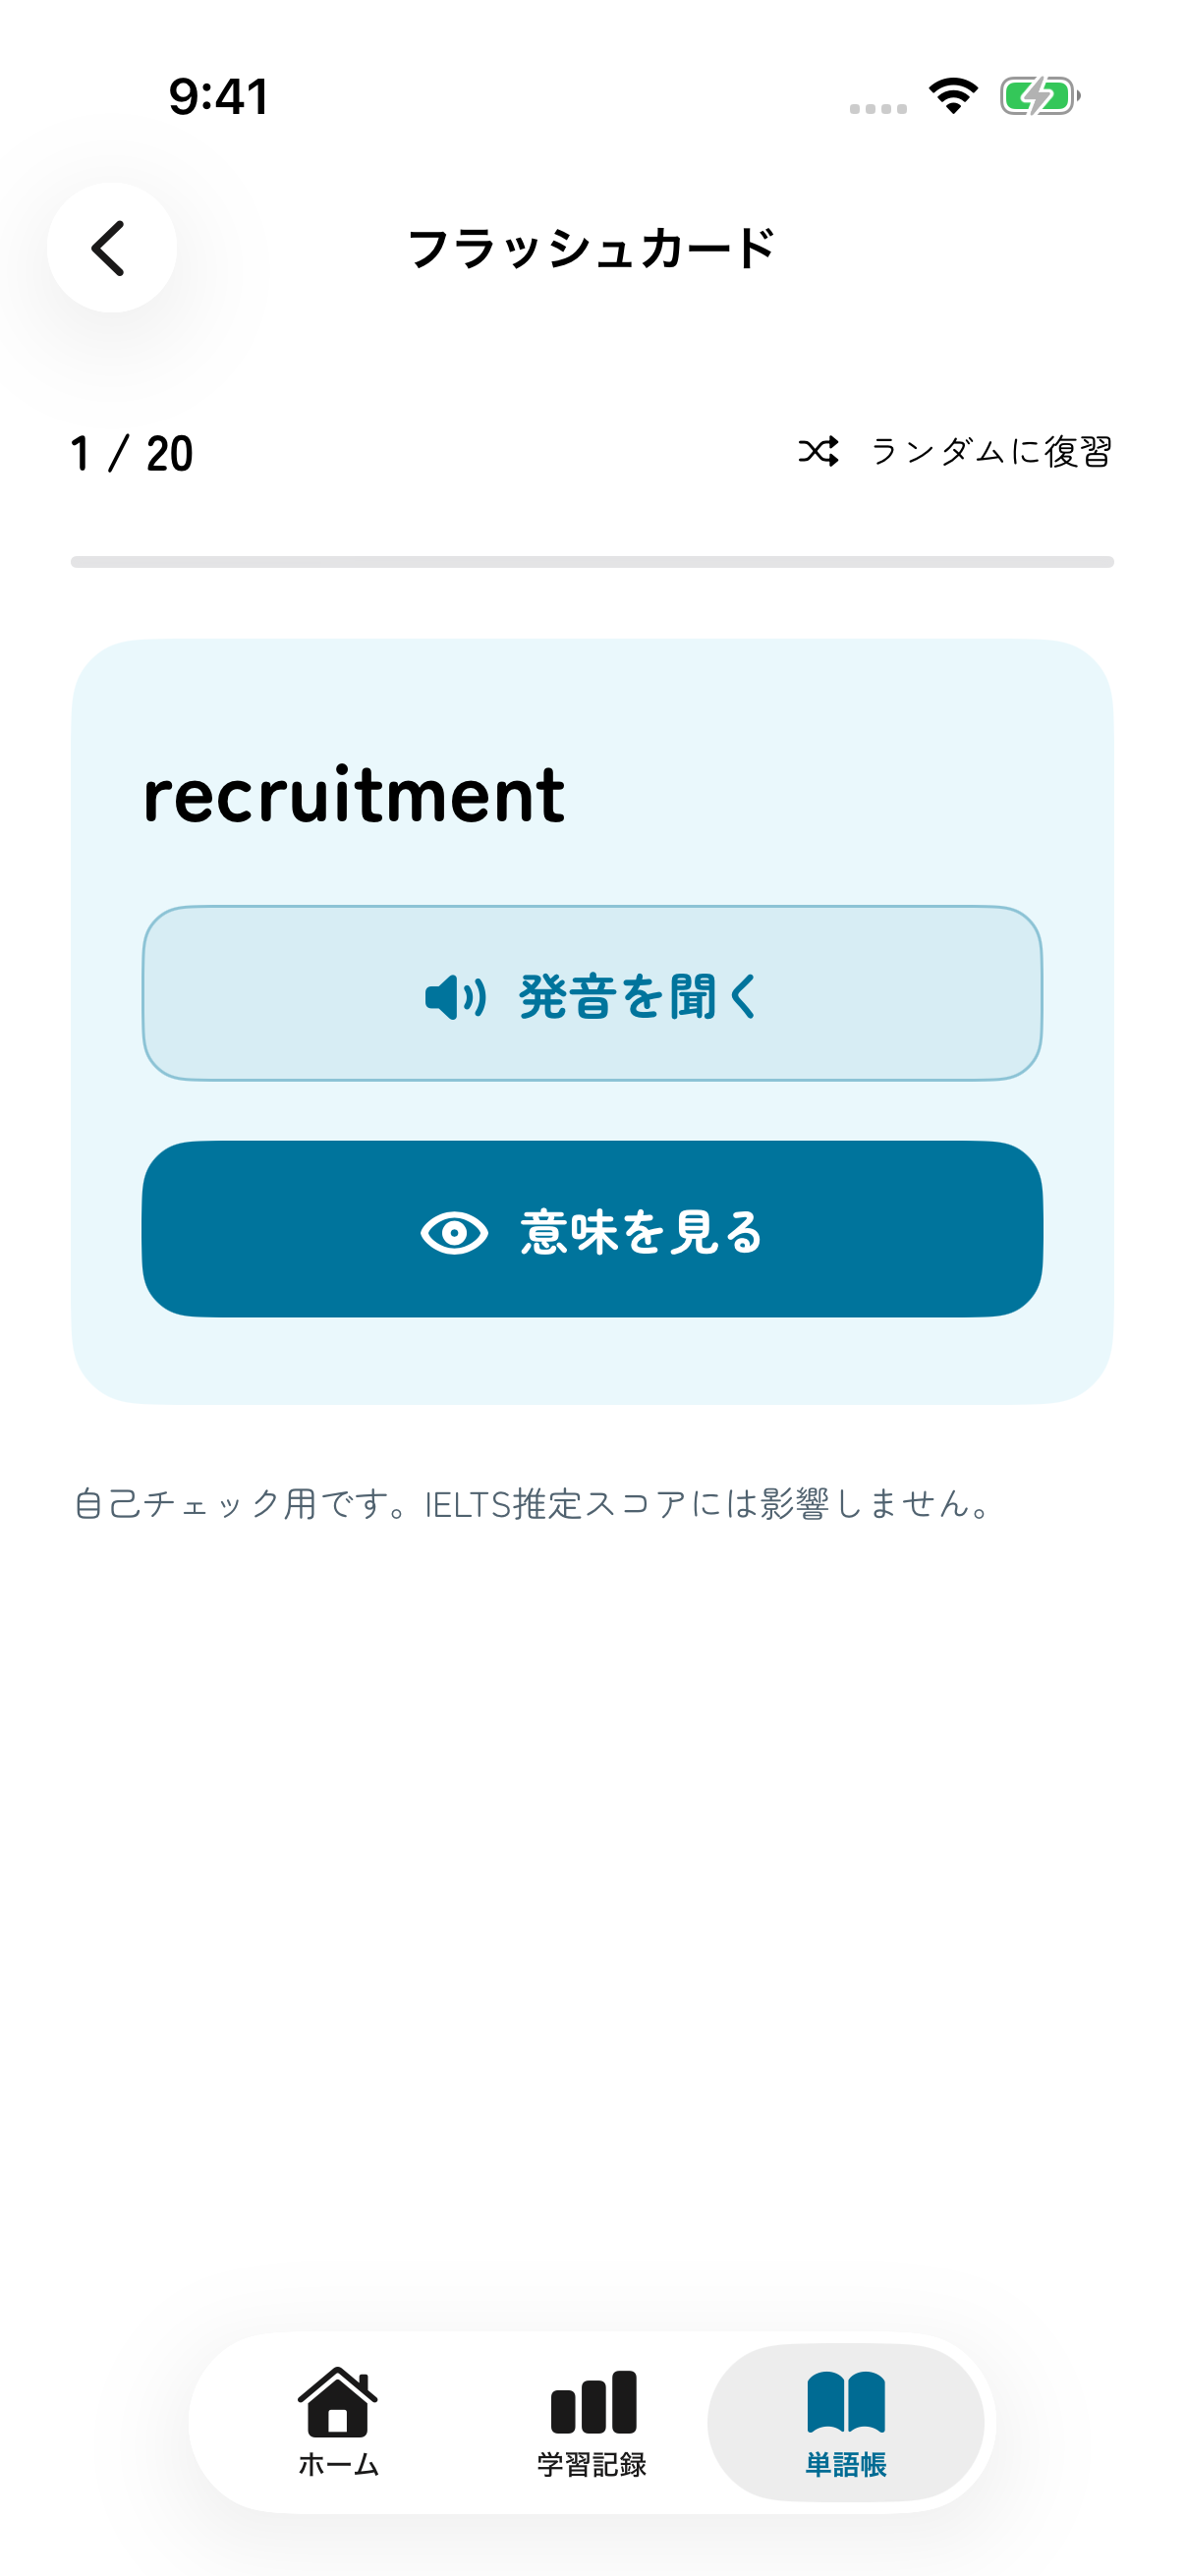 9:41
フラッシュカード
1 / 20
ランダムに復習
recruitment
発音を聞く
意味を見る
自己チェック用です。IELTS推定スコアには影響しません。
ホーム
学習記録
単語帳